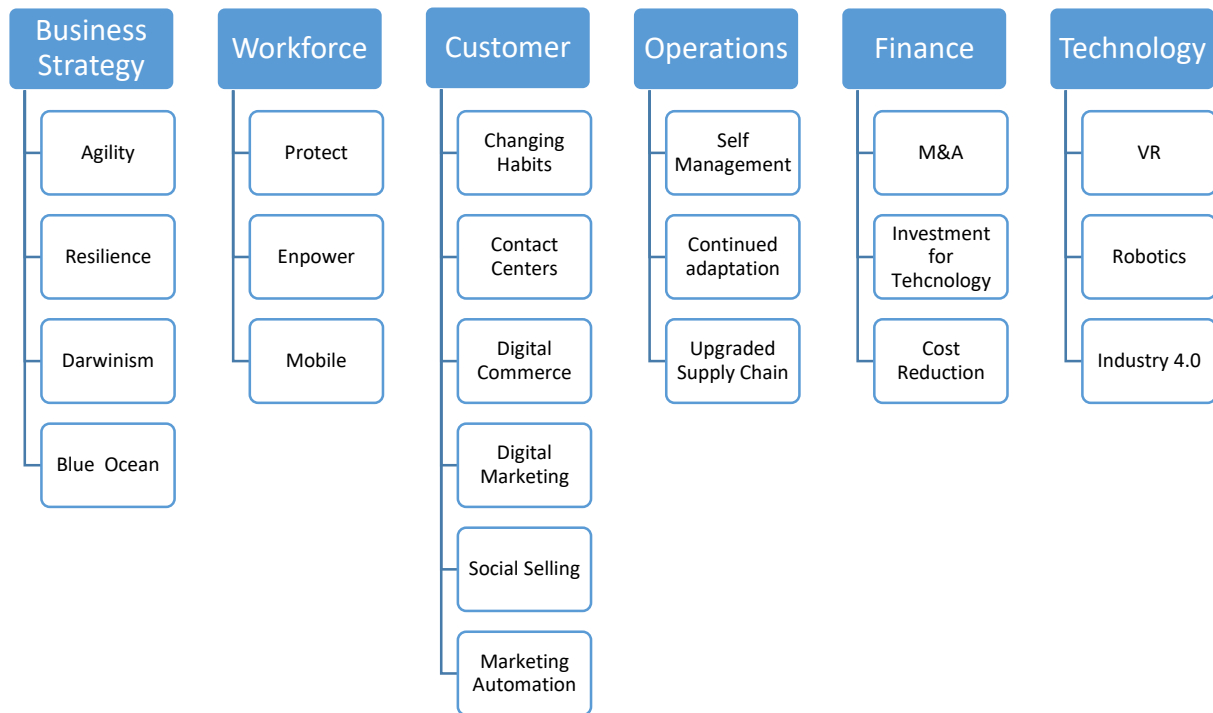 Business
Strategy
Agility
Resilience
Darwinism
Blue  Ocean
Workforce
Protect
Enpower
Mobile
Customer
Changing
Habits
Contact
Centers
Digital
Commerce
Digital
Marketing
Social Selling
Marketing
Automation
Operations
Self
Management
Continued
adaptation
Upgraded
Supply Chain
Finance
M&A
Investment
for
Tehcnology
Cost
Reduction
Technology
VR
Robotics
Industry 4.0